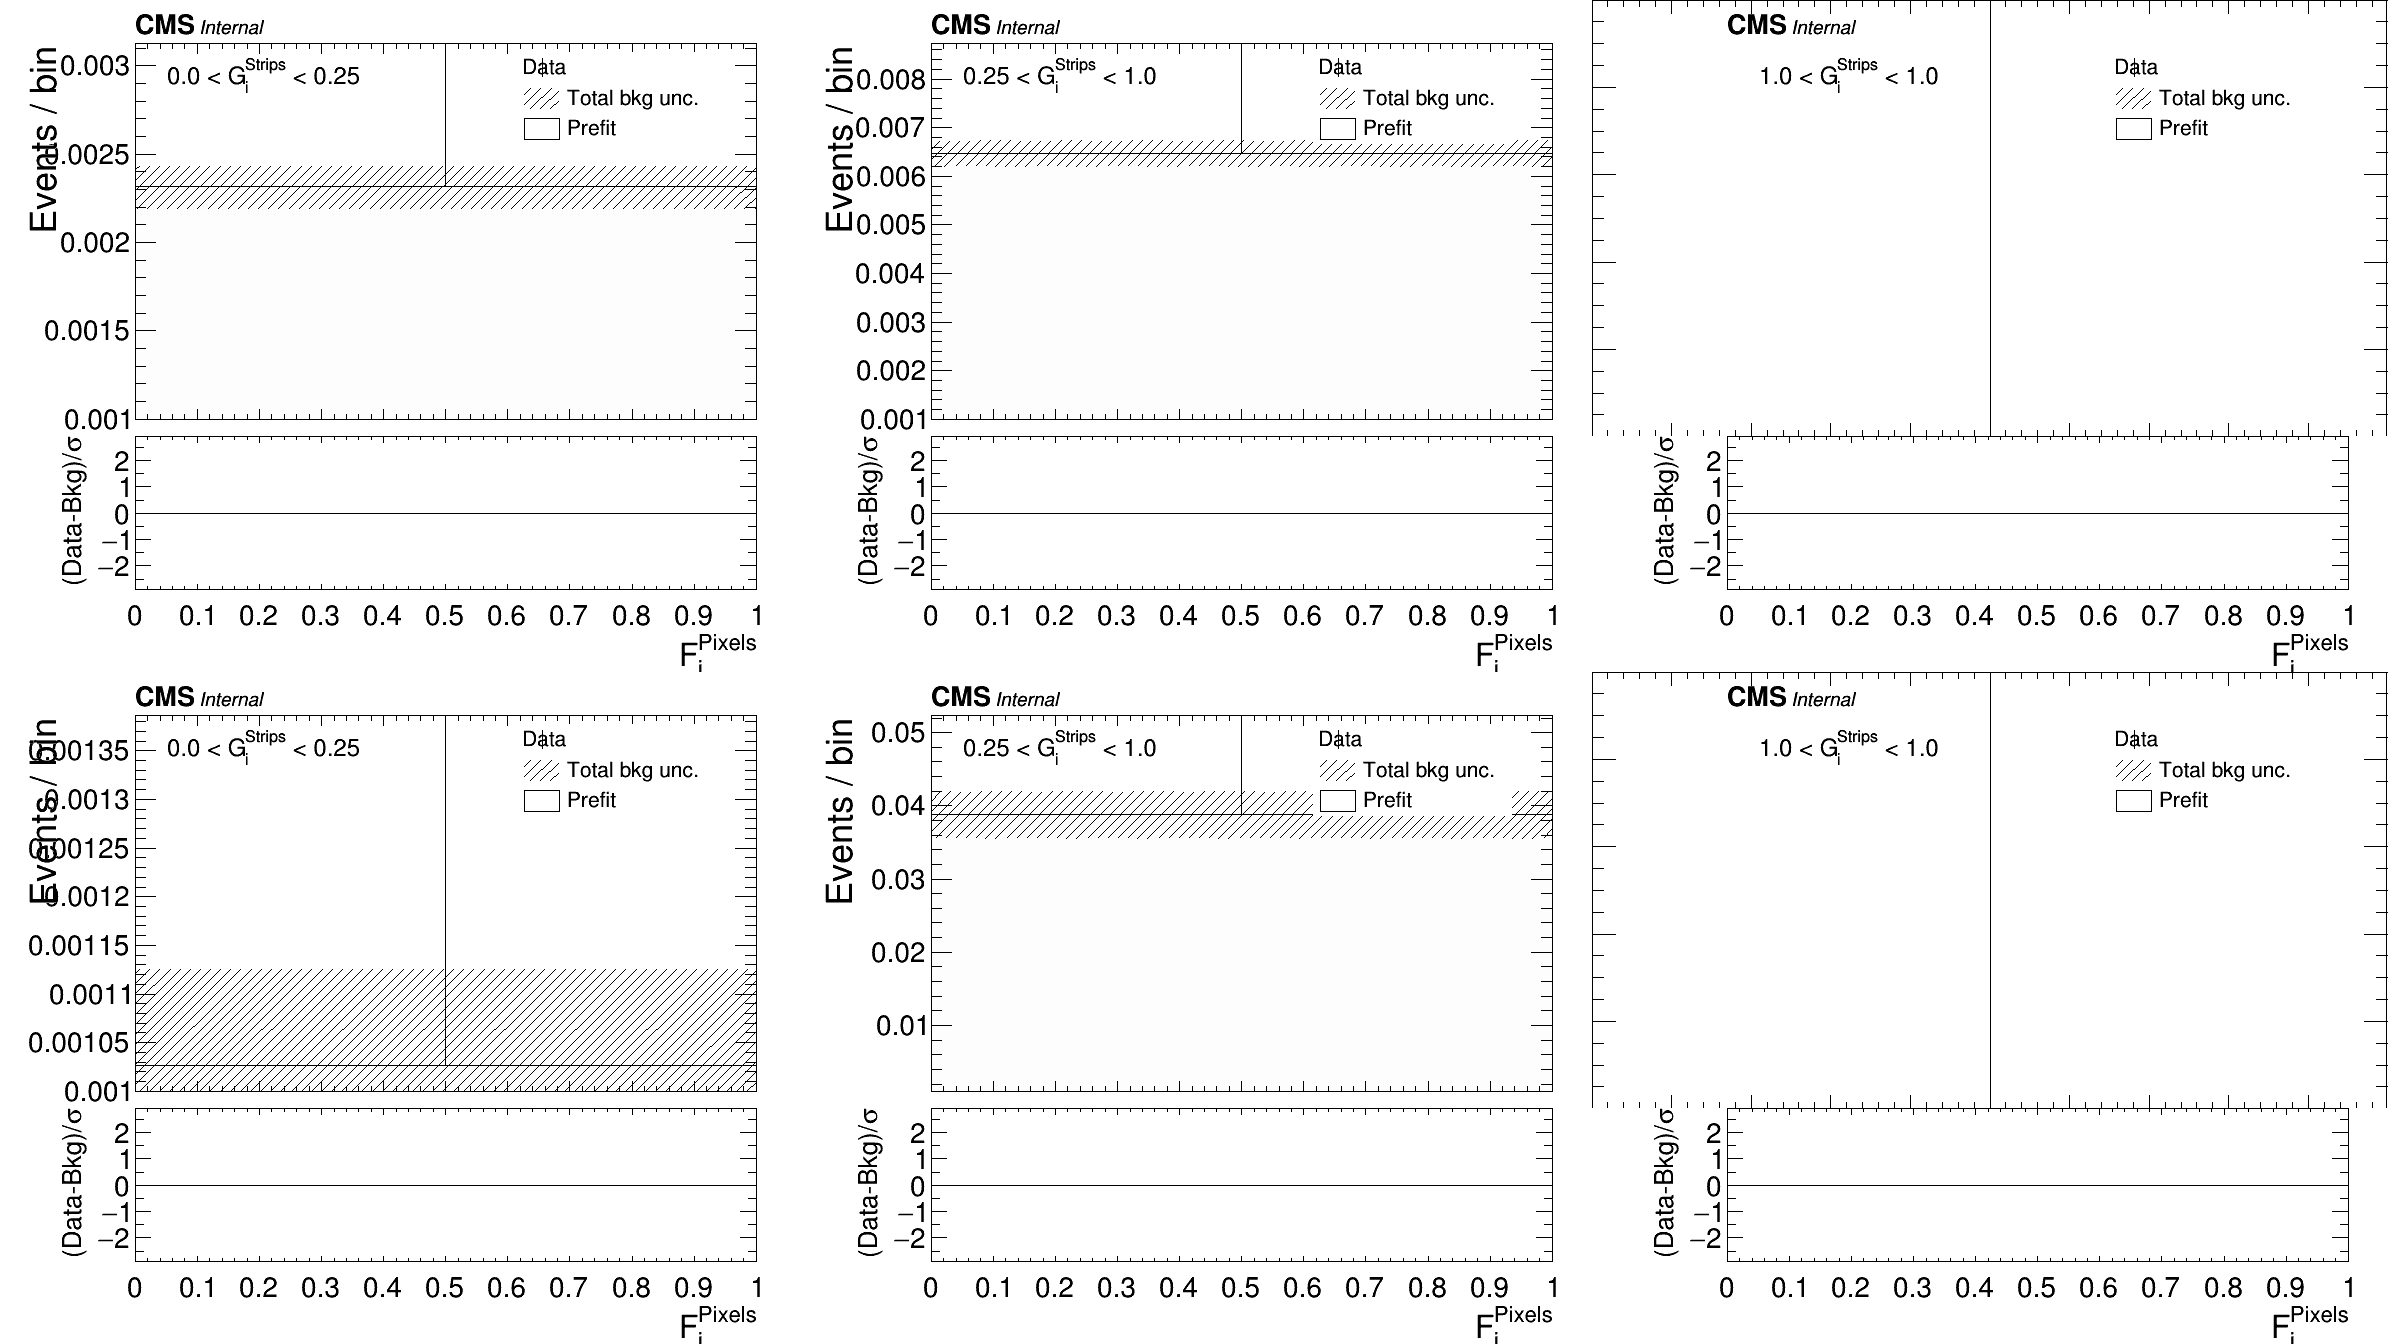 CMS Internal
0.0 < G_i^Strips < 0.25
Data
Total bkg unc.
Prefit
Events / bin
0.003
0.0025
0.002
0.0015
0.001
(Data-Bkg)/σ
2
1
0
−1
−2
0 0.1 0.2 0.3 0.4 0.5 0.6 0.7 0.8 0.9 1
F_i^Pixels
CMS Internal
0.25 < G_i^Strips < 1.0
Data
Total bkg unc.
Prefit
Events / bin
0.008
0.007
0.006
0.005
0.004
0.003
0.002
0.001
(Data-Bkg)/σ
2
1
0
−1
−2
0 0.1 0.2 0.3 0.4 0.5 0.6 0.7 0.8 0.9 1
F_i^Pixels
CMS Internal
1.0 < G_i^Strips < 1.0
Data
Total bkg unc.
Prefit
(Data-Bkg)/σ
2
1
0
−1
−2
0 0.1 0.2 0.3 0.4 0.5 0.6 0.7 0.8 0.9 1
F_i^Pixels
CMS Internal
0.0 < G_i^Strips < 0.25
Data
Total bkg unc.
Prefit
Events / bin
0.00135
0.0013
0.00125
0.0012
0.00115
0.0011
0.00105
0.001
(Data-Bkg)/σ
2
1
0
−1
−2
0 0.1 0.2 0.3 0.4 0.5 0.6 0.7 0.8 0.9 1
F_i^Pixels
CMS Internal
0.25 < G_i^Strips < 1.0
Data
Total bkg unc.
Prefit
Events / bin
0.05
0.04
0.03
0.02
0.01
(Data-Bkg)/σ
2
1
0
−1
−2
0 0.1 0.2 0.3 0.4 0.5 0.6 0.7 0.8 0.9 1
F_i^Pixels
CMS Internal
1.0 < G_i^Strips < 1.0
Data
Total bkg unc.
Prefit
(Data-Bkg)/σ
2
1
0
−1
−2
0 0.1 0.2 0.3 0.4 0.5 0.6 0.7 0.8 0.9 1
F_i^Pixels